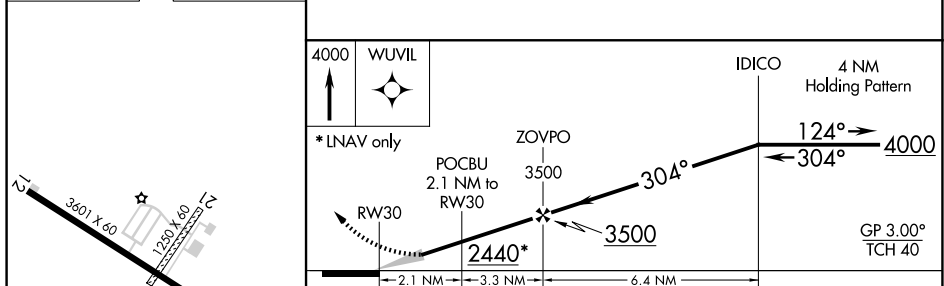 4000
WUVIL
* LNAV only
IDICO
4 NM
Holding Pattern
124°
304°
4000
ZOVPO
3500
304°
POCBU
2.1 NM to
RW30
RW30
2440*
3500
GP 3.00°
TCH 40
2.1 NM
3.3 NM
6.4 NM
12
3601 X 60
21
1250 X 60